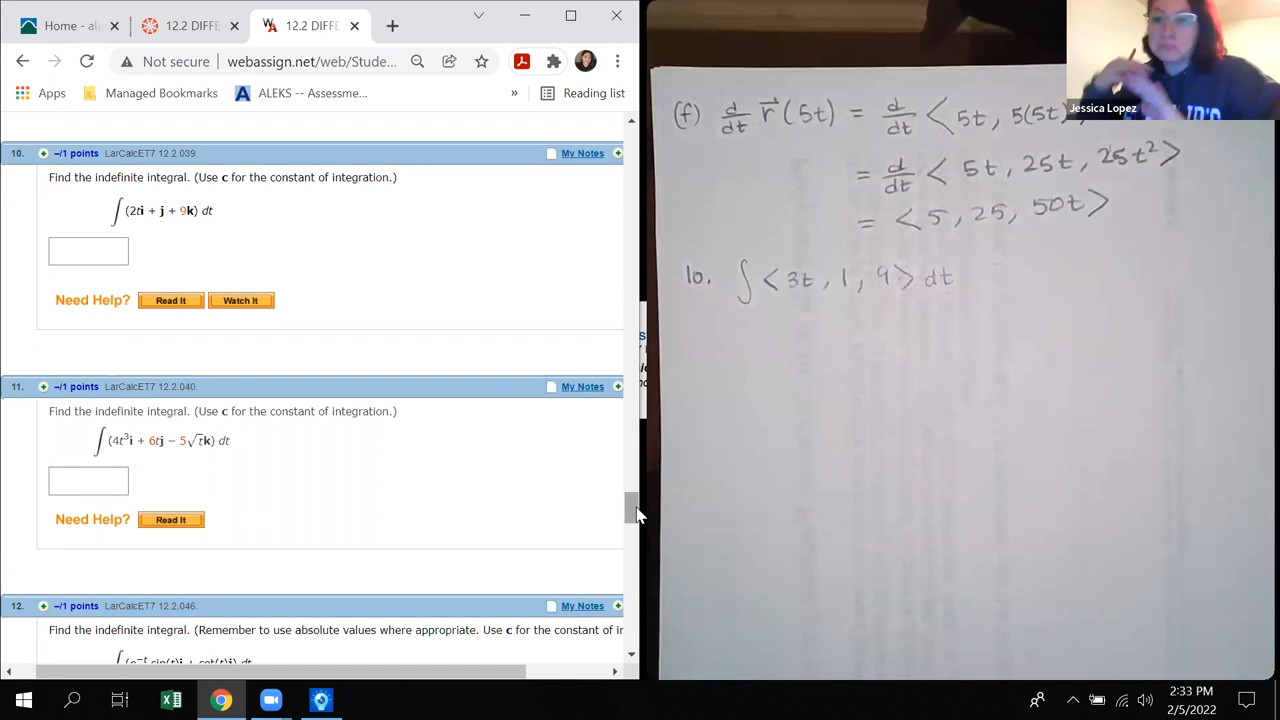 Home - al
12.2 DIFFE
12.2 DIFFE
Not secure
webassign.net/web/Stude...
Apps
Managed Bookmarks
ALEKS -- Assessme...
»
Reading list
10.
–/1 points
LarCalcET7 12.2.039.
My Notes
Find the indefinite integral. (Use c for the constant of integration.)
∫ (2ti + j + 9k) dt
Need Help?
Read It
Watch It
11.
–/1 points
LarCalcET7 12.2.040.
My Notes
Find the indefinite integral. (Use c for the constant of integration.)
∫ (4t³i + 6tj − 5√t k) dt
Need Help?
Read It
12.
–/1 points
LarCalcET7 12.2.046.
My Notes
Find the indefinite integral. (Remember to use absolute values where appropriate. Use c for the constant of in
Jessica Lopez
(f) d/dt r⃗(5t) = d/dt <5t, 5(5t),
= d/dt <5t, 25t, 25t²>
= <5, 25, 50t>
10. ∫ <3t, 1, 9> dt
2:33 PM
2/5/2022